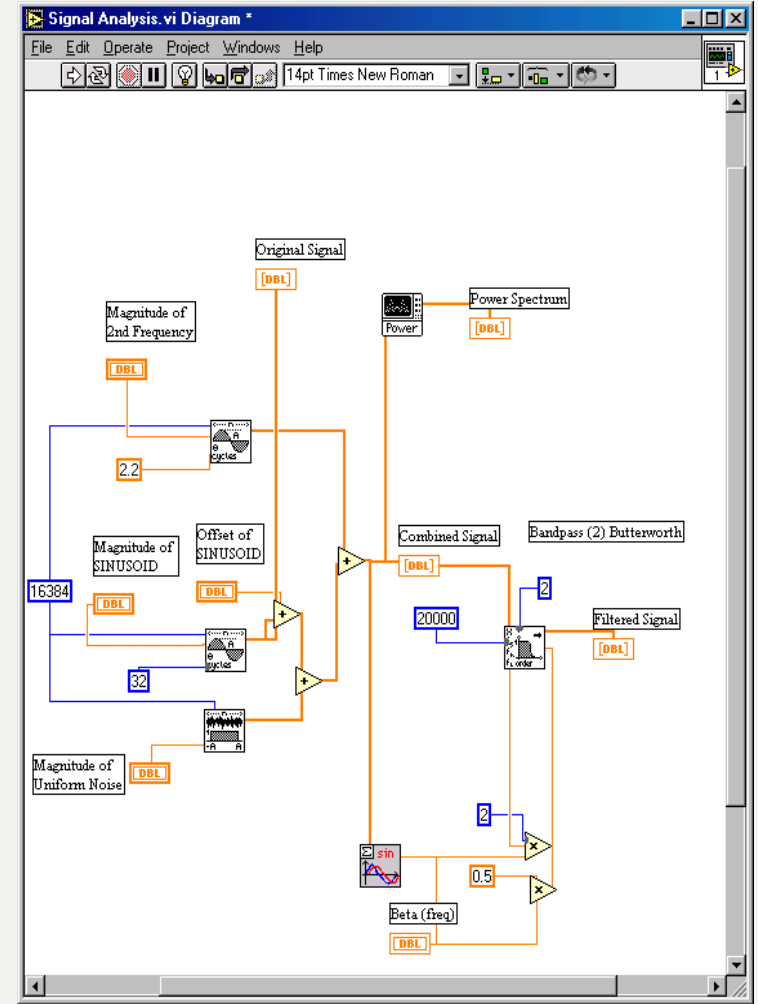 Signal Analysis.vi Diagram *
File Edit Operate Project Windows Help
14pt Times New Roman
1
Original Signal
[DBL]
Magnitude of
2nd Frequency
DBL
Power
Power Spectrum
[DBL]
n
A
θ
cycles
2.2
Magnitude of
SINUSOID
DBL
Offset of
SINUSOID
DBL
+
Combined Signal
[DBL]
Bandpass (2) Butterworth
16384
+
20000
2
Filtered Signal
[DBL]
n
A
θ
cycles
32
X
order
+
n
1
-A A
Magnitude of
Uniform Noise
DBL
2
x
Σ sin
0.5
x
Beta (freq)
DBL